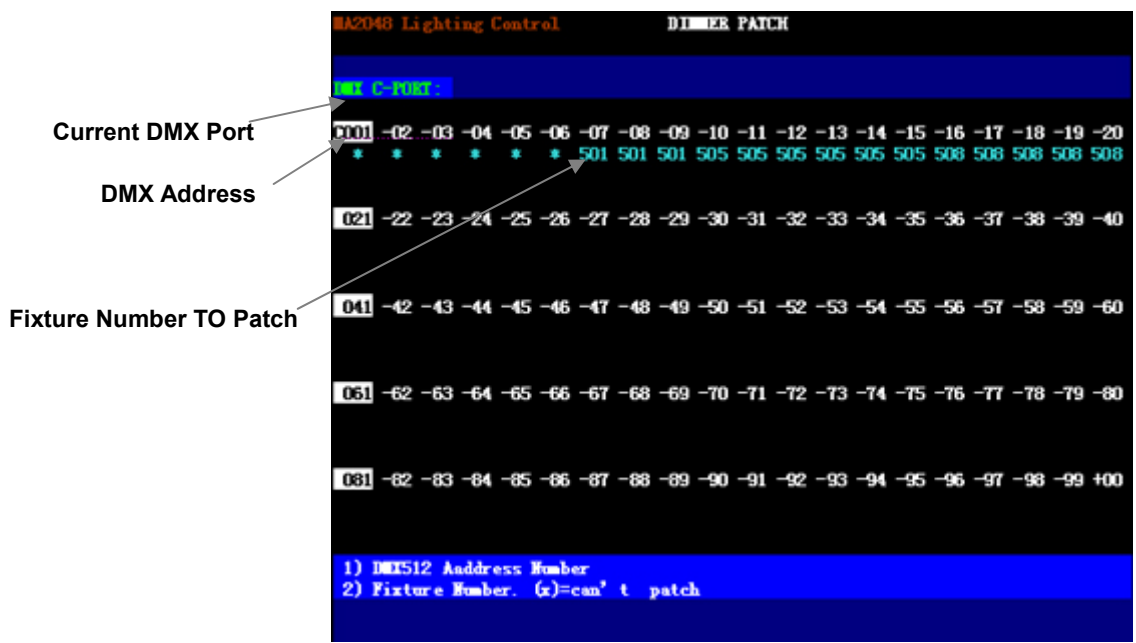 MA2048 Lighting Control DIMMER PATCH
DMX C-PORT:
Current DMX Port
C001 -02 -03 -04 -05 -06 -07 -08 -09 -10 -11 -12 -13 -14 -15 -16 -17 -18 -19 -20
* * * * * * 501 501 501 505 505 505 505 505 505 508 508 508 508 508
DMX Address
021 -22 -23 -24 -25 -26 -27 -28 -29 -30 -31 -32 -33 -34 -35 -36 -37 -38 -39 -40
Fixture Number TO Patch
041 -42 -43 -44 -45 -46 -47 -48 -49 -50 -51 -52 -53 -54 -55 -56 -57 -58 -59 -60
061 -62 -63 -64 -65 -66 -67 -68 -69 -70 -71 -72 -73 -74 -75 -76 -77 -78 -79 -80
081 -82 -83 -84 -85 -86 -87 -88 -89 -90 -91 -92 -93 -94 -95 -96 -97 -98 -99 +00
1) DMX512 Aaddress Number
2) Fixture Number. (x)=can't patch